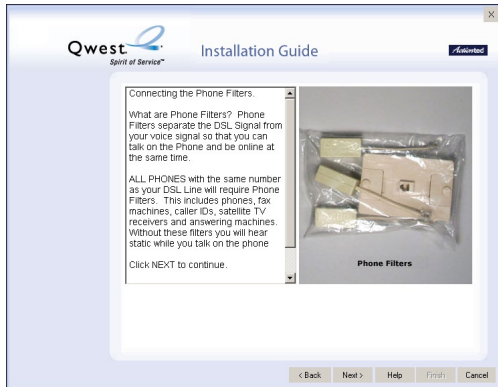 X
Qwest.
Spirit of Service™
Installation Guide
Actiontec
Connecting the Phone Filters.
What are Phone Filters? Phone
Filters separate the DSL Signal from
your voice signal so that you can
talk on the Phone and be online at
the same time.
ALL PHONES with the same number
as your DSL Line will require Phone
Filters. This includes phones, fax
machines, caller IDs, satellite TV
receivers and answering machines.
Without these filters you will hear
static while you talk on the phone
Click NEXT to continue.
Phone Filters
< Back Next > Help Finish Cancel